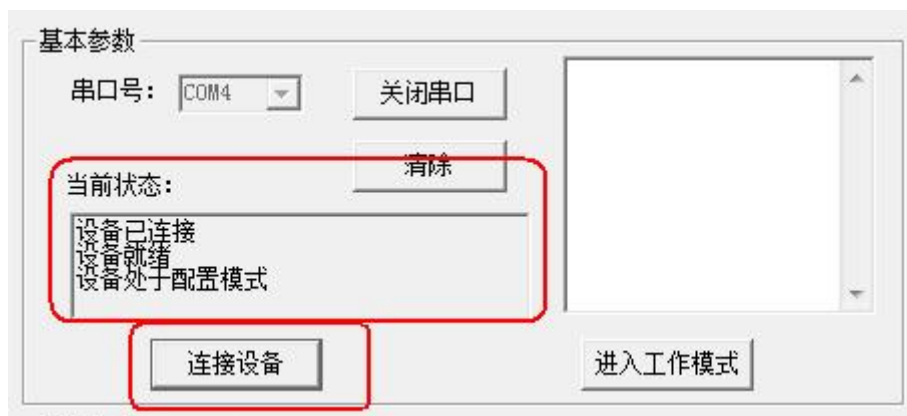 基本参数
串口号：
COM4
关闭串口
清除
当前状态：
设备已连接
设备就绪
设备处于配置模式
连接设备
进入工作模式